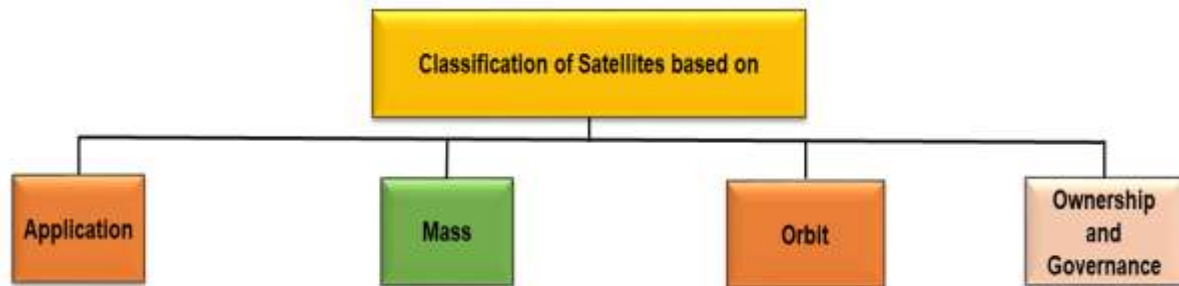 Classification of Satellites based on
Application
Mass
Orbit
Ownership
and
Governance